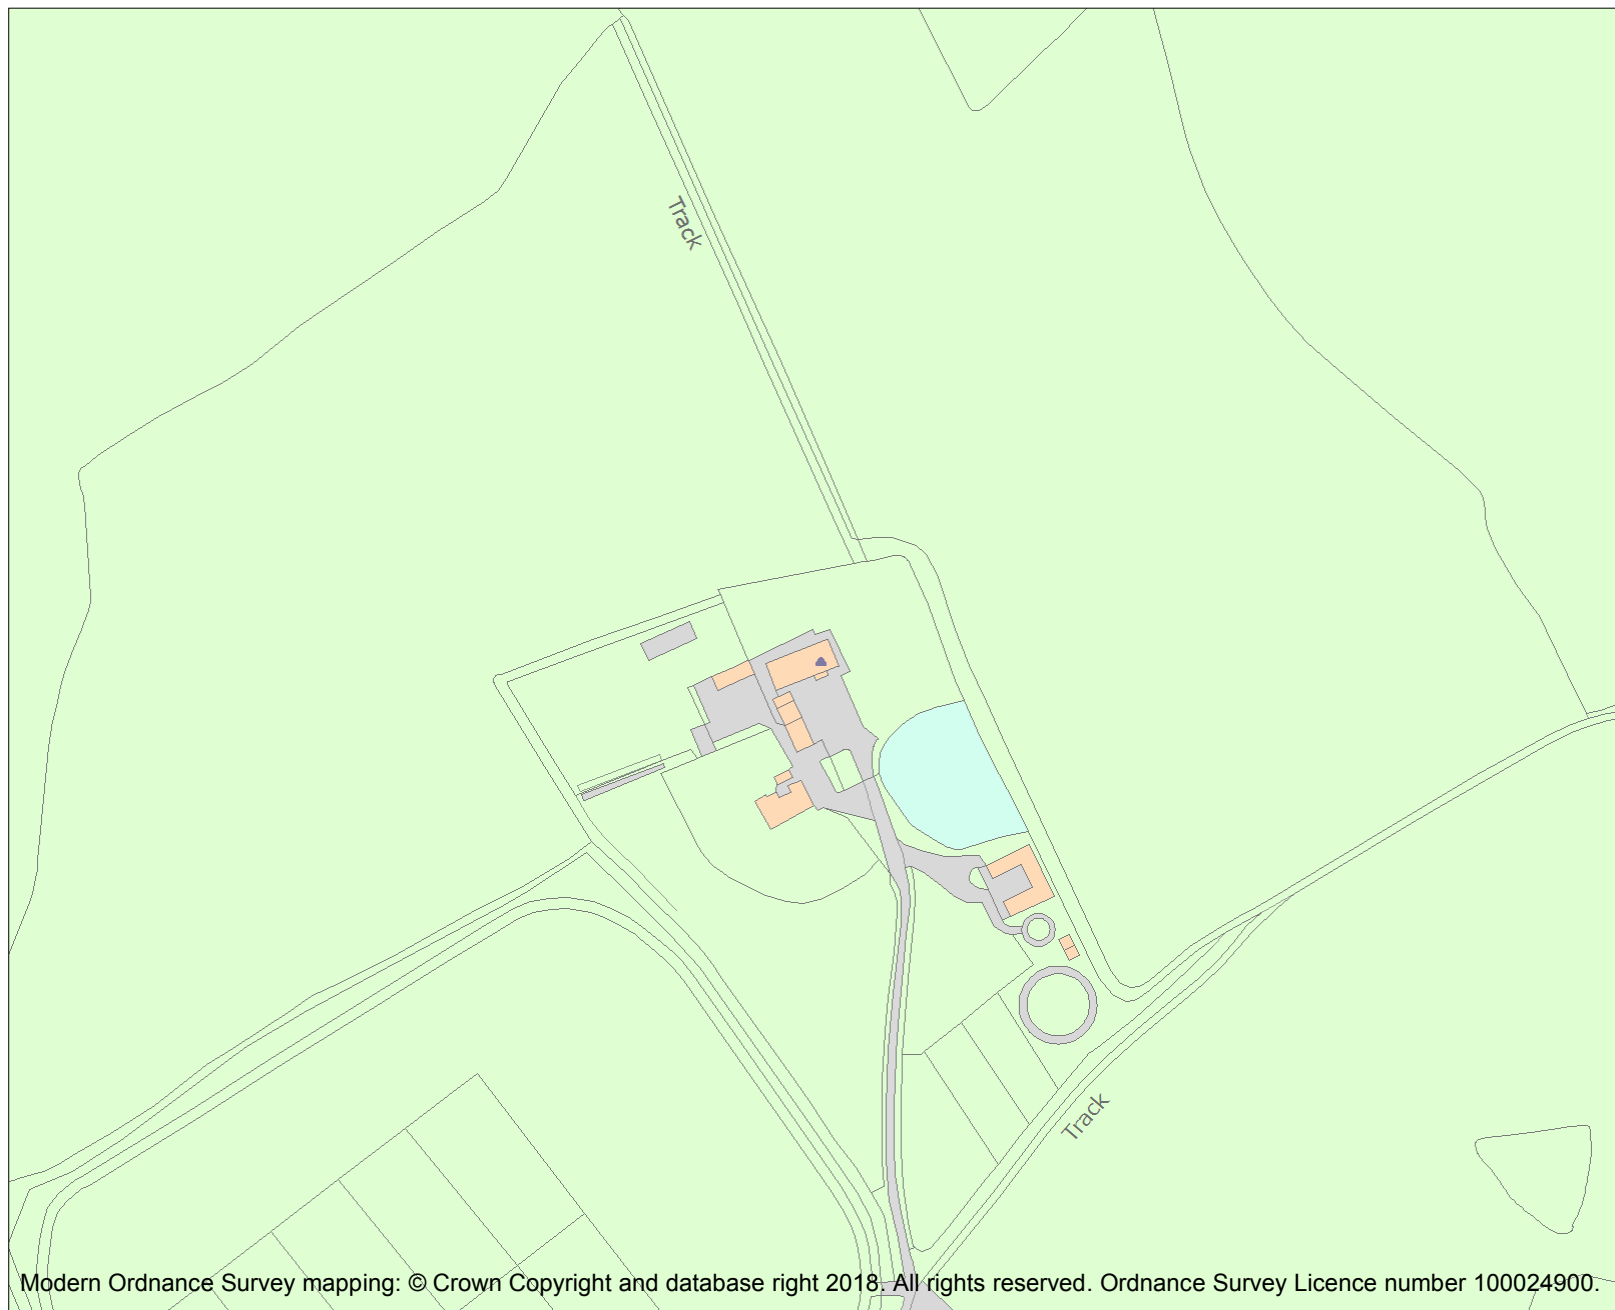 Track
Track
Modern Ordnance Survey mapping: © Crown Copyright and database right 2018. All rights reserved. Ordnance Survey Licence number 100024900.